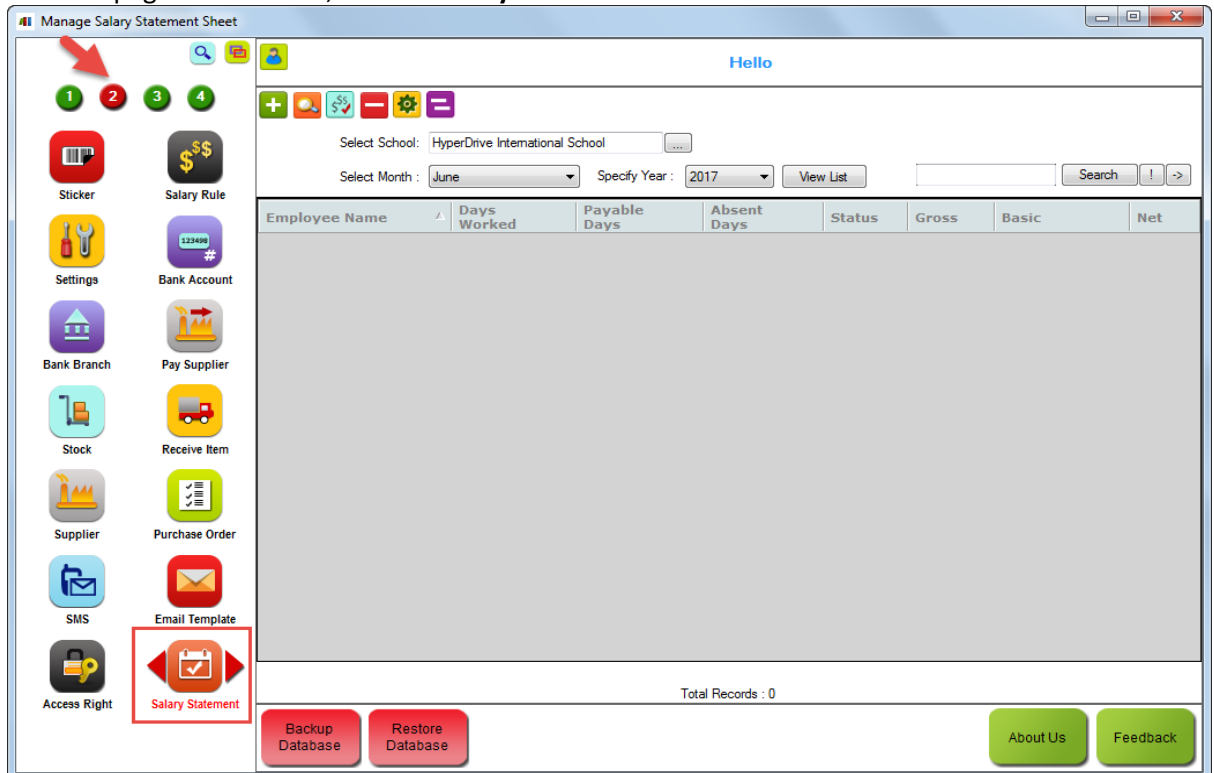 Manage Salary Statement Sheet
Hello
1 2 3 4
Select School: HyperDrive International School ...
Select Month : June Specify Year : 2017 View List Search ! ->
Sticker Salary Rule
Employee Name Days Worked Payable Days Absent Days Status Gross Basic Net
123498
#
Settings Bank Account
Bank Branch Pay Supplier
Stock Receive Item
Supplier Purchase Order
SMS Email Template
Access Right Salary Statement
Total Records : 0
Backup Database Restore Database About Us Feedback